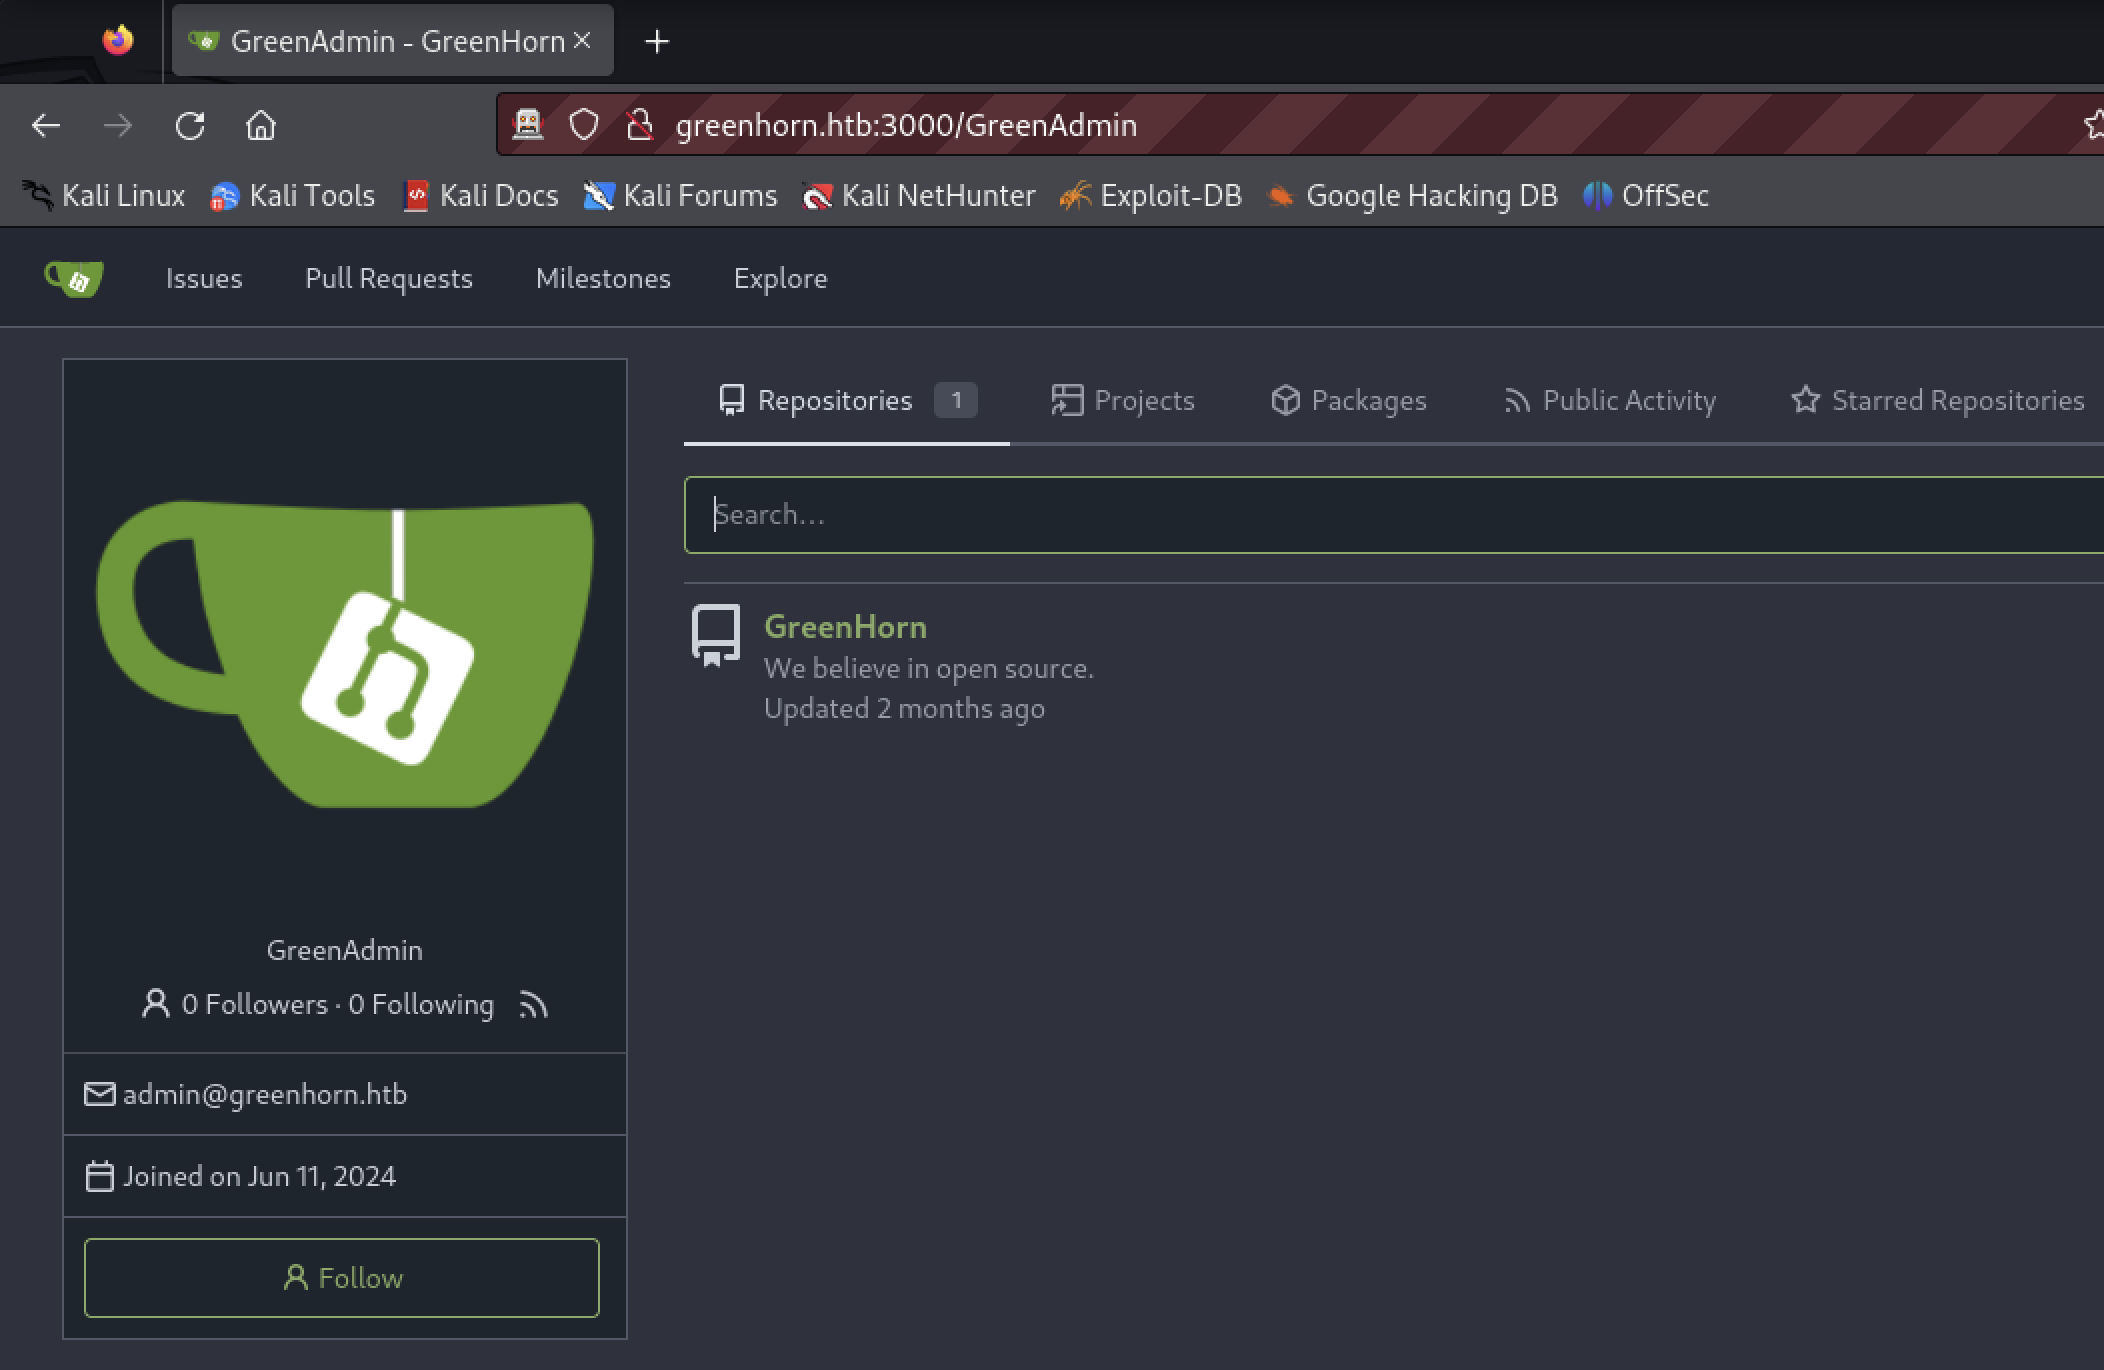 GreenAdmin - GreenHorn
greenhorn.htb:3000/GreenAdmin
Kali Linux Kali Tools Kali Docs Kali Forums Kali NetHunter Exploit-DB Google Hacking DB OffSec
Issues Pull Requests Milestones Explore
Repositories 1 Projects Packages Public Activity Starred Repositories
Search...
GreenHorn
We believe in open source.
Updated 2 months ago
GreenAdmin
0 Followers · 0 Following
admin@greenhorn.htb
Joined on Jun 11, 2024
Follow